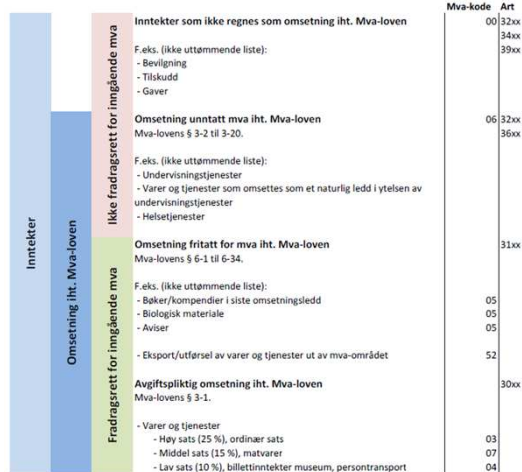 Mva-kode Art
Inntekter
Omsetning iht. Mva-loven
Ikke fradragsrett for inngående mva
Inntekter som ikke regnes som omsetning iht. Mva-loven 00 32xx
34xx
F.eks. (ikke uttømmende liste): 39xx
- Bevilgning
- Tilskudd
- Gaver
Omsetning unntatt mva iht. Mva-loven 06 32xx
Mva-lovens § 3-2 til 3-20. 36xx
F.eks. (ikke uttømmende liste):
- Undervisningstjenester
- Varer og tjenester som omsettes som et naturlig ledd i ytelsen av
undervisningstjenester
- Helsetjenester
Fradragsrett for inngående mva
Omsetning fritatt for mva iht. Mva-loven 31xx
Mva-lovens § 6-1 til 6-34.
F.eks. (ikke uttømmende liste):
- Bøker/kompendier i siste omsetningsledd 05
- Biologisk materiale 05
- Aviser 05
- Eksport/utførsel av varer og tjenester ut av mva-området 52
Avgiftspliktig omsetning iht. Mva-loven 30xx
Mva-lovens § 3-1.
- Varer og tjenester
- Høy sats (25 %), ordinær sats 03
- Middel sats (15 %), matvarer 07
- Lav sats (10 %), billettinntekter museum, persontransport 04